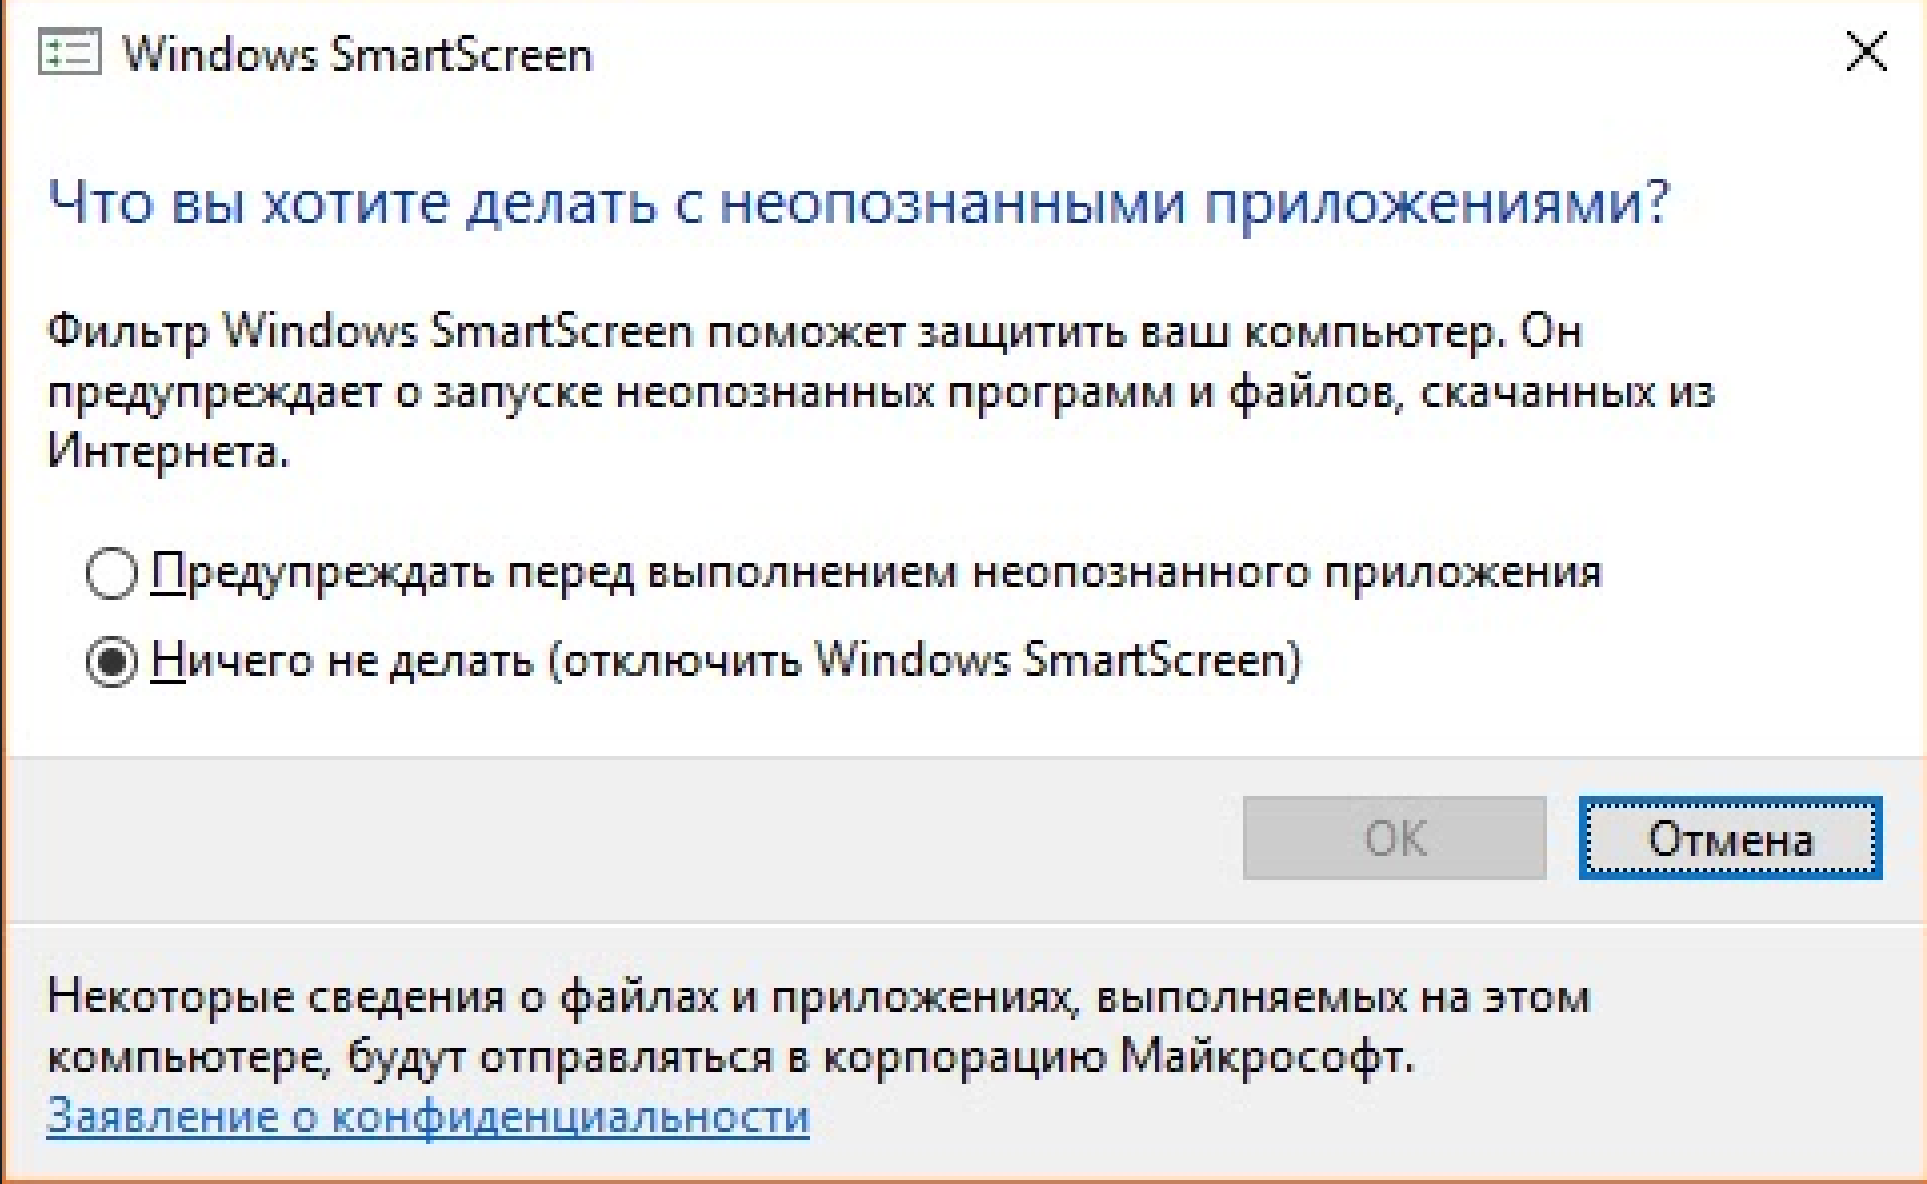 Windows SmartScreen
Что вы хотите делать с неопознанными приложениями?
Фильтр Windows SmartScreen поможет защитить ваш компьютер. Он
предупреждает о запуске неопознанных программ и файлов, скачанных из
Интернета.
Предупреждать перед выполнением неопознанного приложения
Ничего не делать (отключить Windows SmartScreen)
ОК
Отмена
Некоторые сведения о файлах и приложениях, выполняемых на этом
компьютере, будут отправляться в корпорацию Майкрософт.
Заявление о конфиденциальности